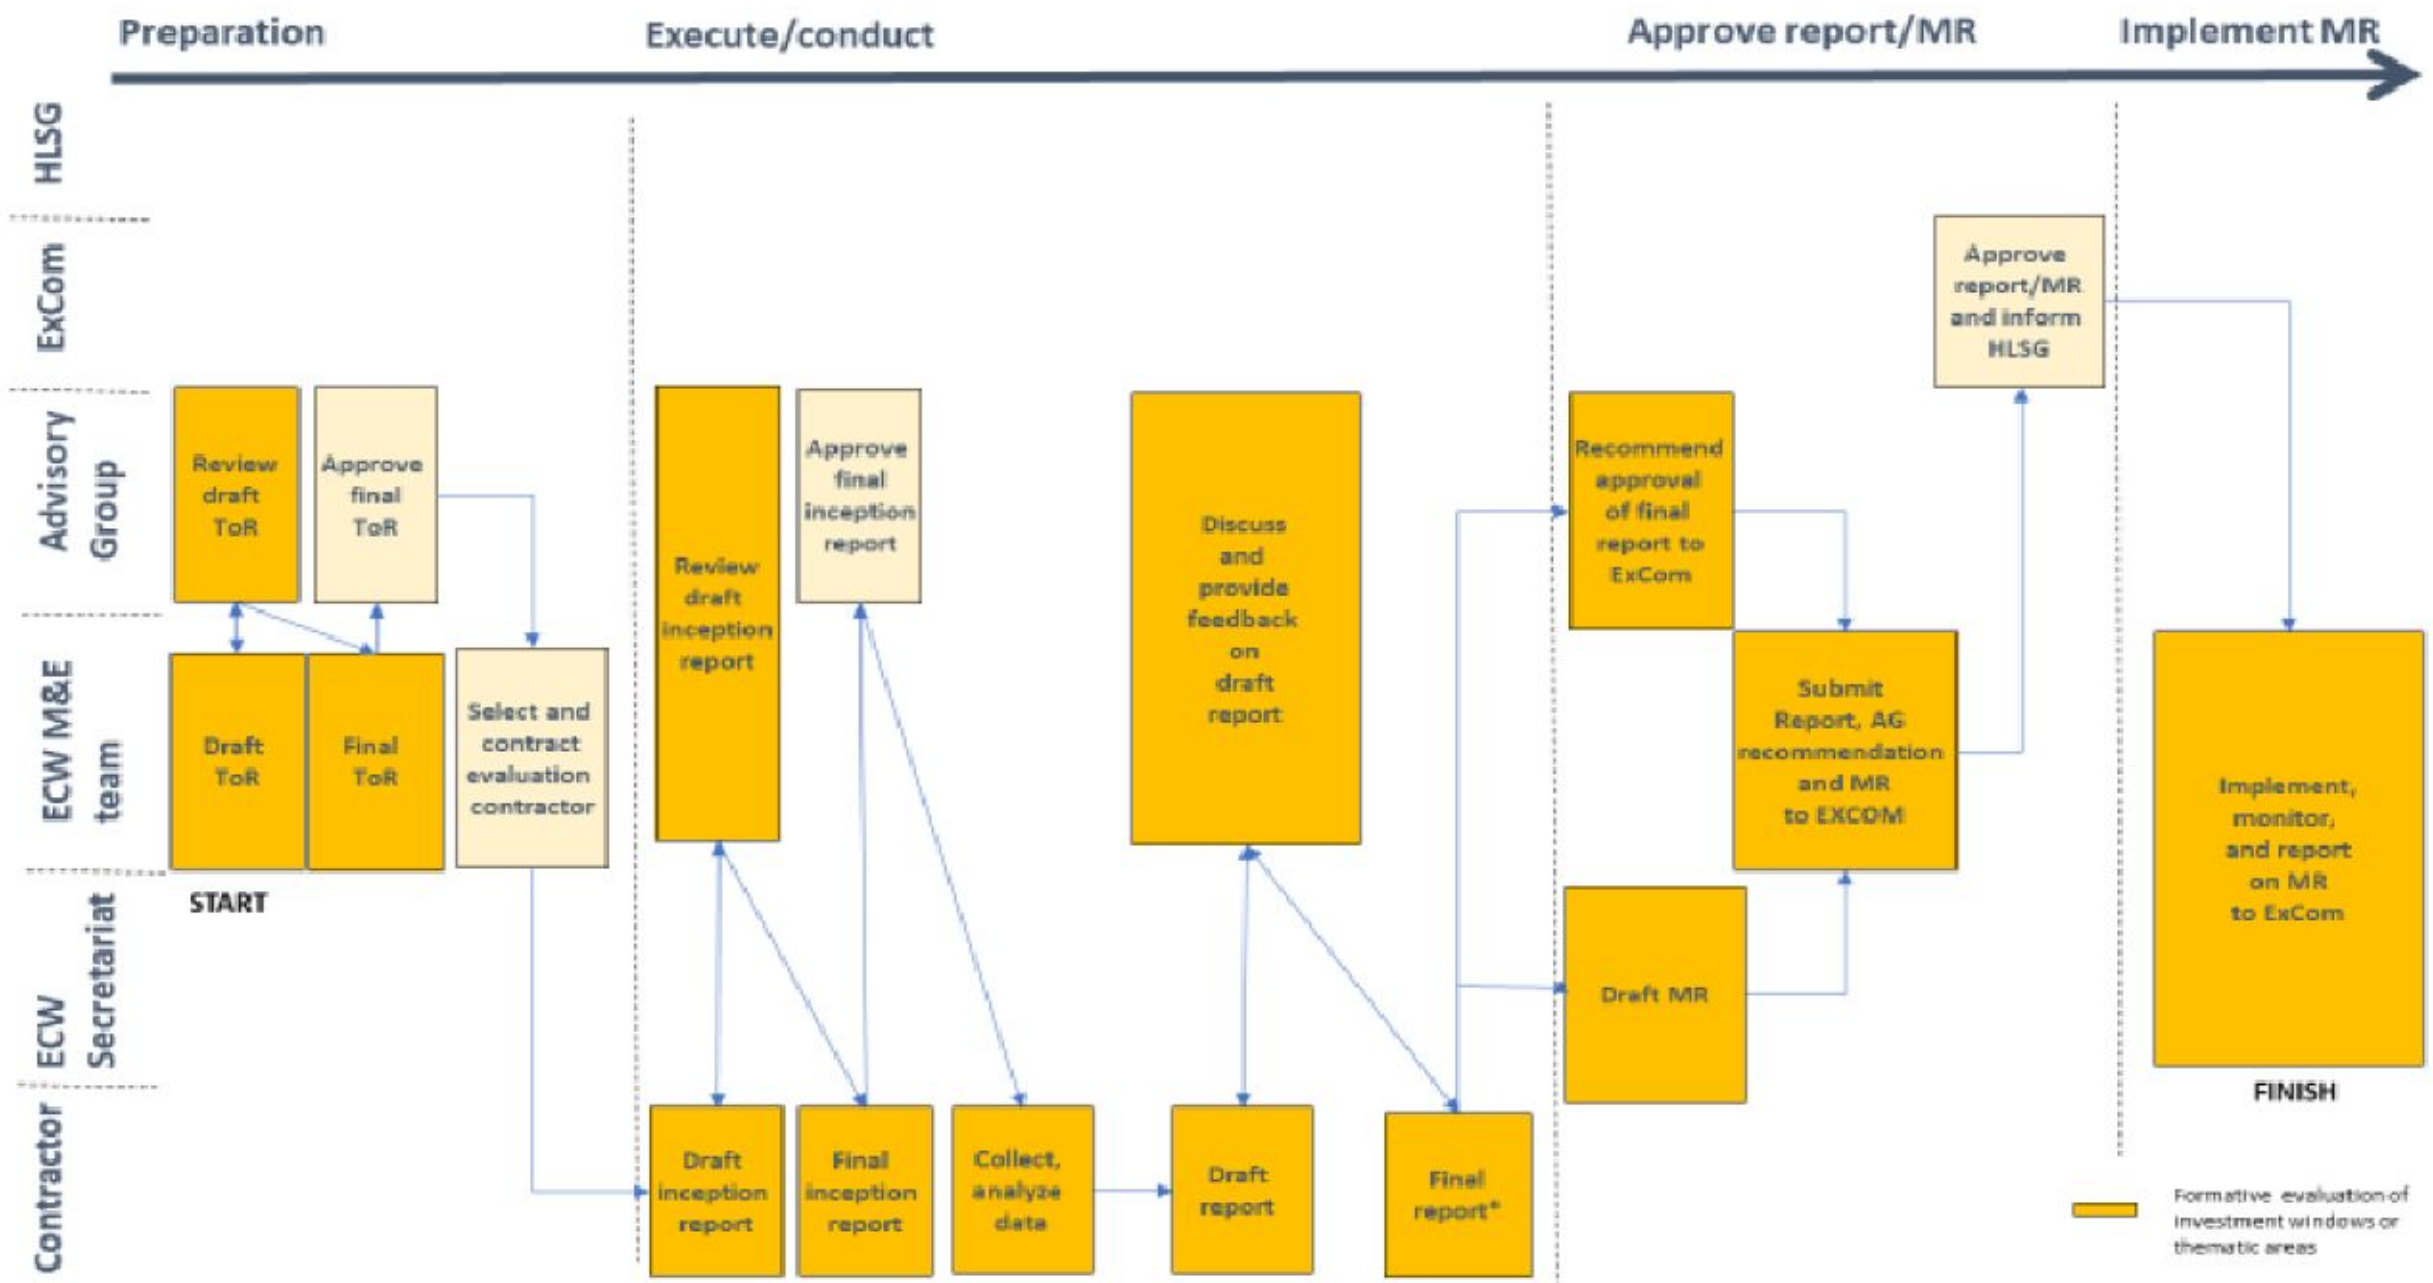 Preparation
Execute/conduct
Approve report/MR
Implement MR
HLSG
ExCom
Advisory
Group
ECW M&E
team
ECW
Secretariat
Contractor
Review
draft
ToR
Approve
final
ToR
Draft
ToR
Final
ToR
START
Select and
contract
evaluation
contractor
Review
draft
inception
report
Approve
final
inception
report
Draft
inception
report
Final
inception
report
Collect,
analyze
data
Discuss
and
provide
feedback
on
draft
report
Draft
report
Final
report*
Recommend
approval
of final
report to
ExCom
Draft MR
Submit
Report, AG
recommendation
and MR
to EXCOM
Approve
report/MR
and inform
HLSG
Implement,
monitor,
and report
on MR
to ExCom
FINISH
Formative evaluation of
investment windows or
thematic areas